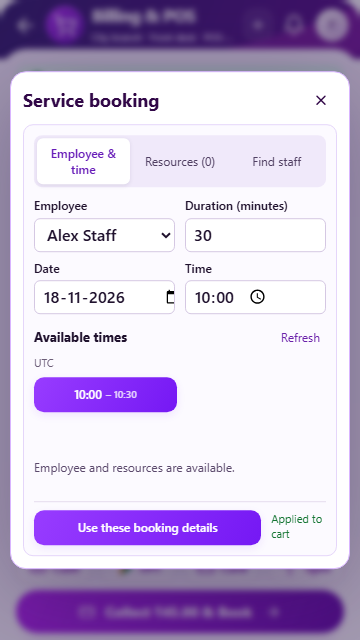 Billing & POS
Service booking
Employee &
time
Resources (0)
Find staff
Employee
Duration (minutes)
Alex Staff
30
Date
Time
18-11-2026
10:00
Available times
Refresh
UTC
10:00 – 10:30
Employee and resources are available.
Use these booking details
Applied to
cart